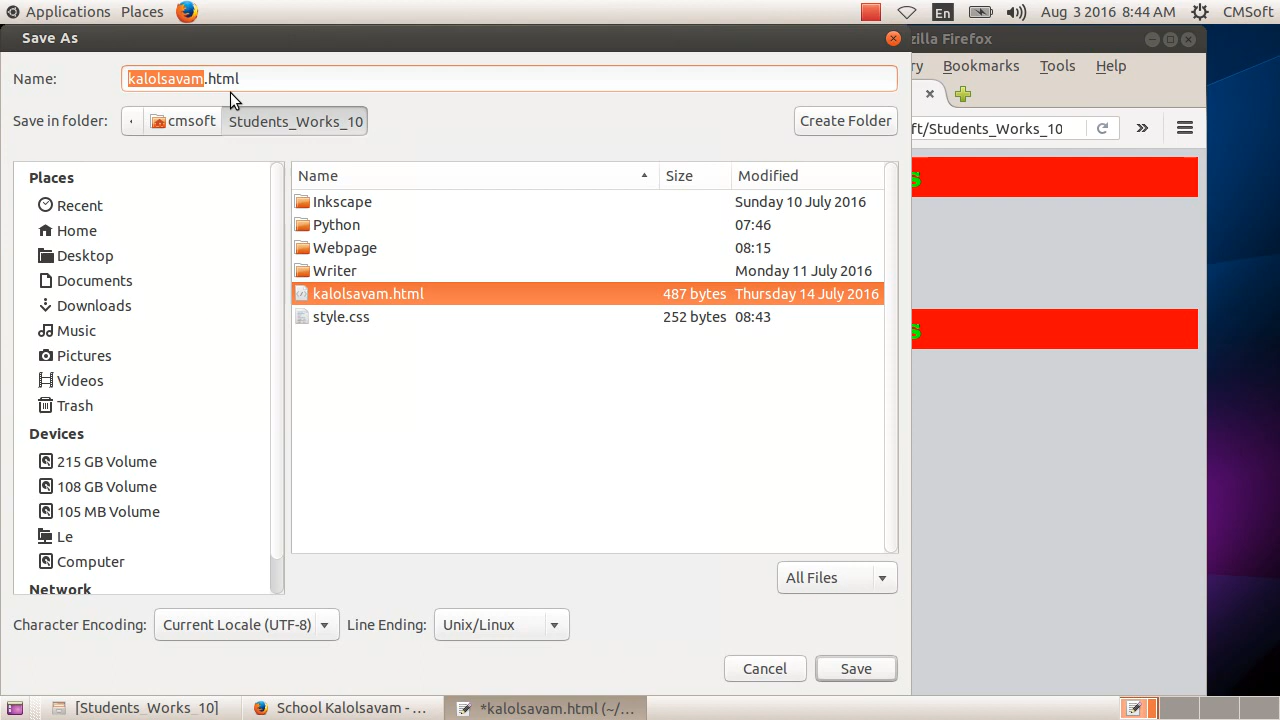 Applications Places En Aug 3 2016 8:44 AM CMSoft
Save As
zilla Firefox
Name: kalolsavam.html
Bookmarks Tools Help
Save in folder: cmsoft Students_Works_10 Create Folder
ft/Students_Works_10
Places
Recent
Home
Desktop
Documents
Downloads
Music
Pictures
Videos
Trash
Devices
215 GB Volume
108 GB Volume
105 MB Volume
Le
Computer
Network
Name Size Modified
Inkscape Sunday 10 July 2016
Python 07:46
Webpage 08:15
Writer Monday 11 July 2016
kalolsavam.html 487 bytes Thursday 14 July 2016
style.css 252 bytes 08:43
All Files
Character Encoding: Current Locale (UTF-8) Line Ending: Unix/Linux
Cancel Save
[Students_Works_10] School Kalolsavam - ... *kalolsavam.html (~/...